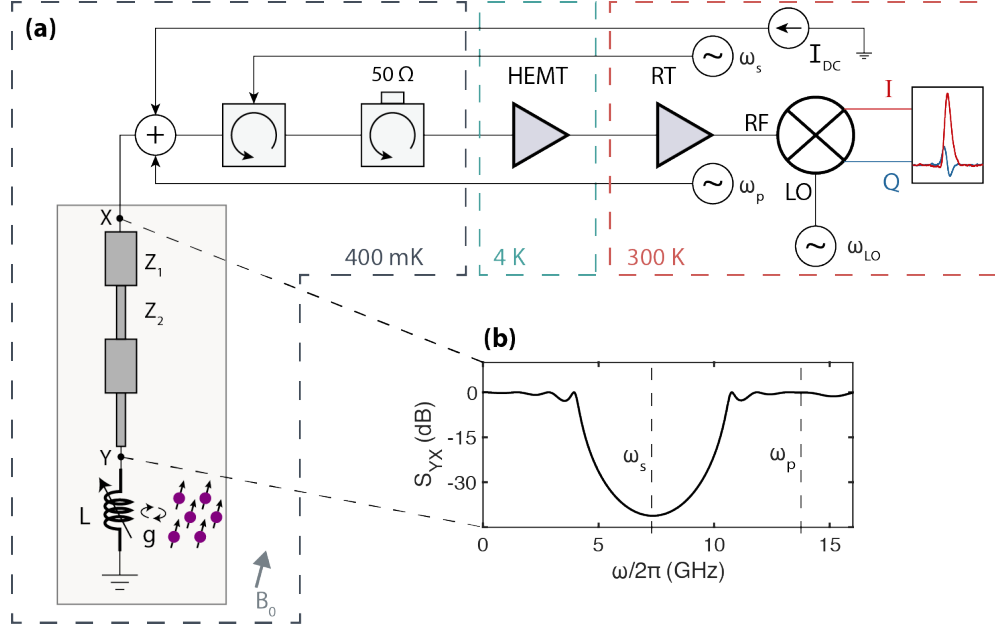 (a)
I_DC
ω_s
50 Ω
HEMT
RT
+
RF
I
Q
LO
ω_p
ω_LO
400 mK
4 K
300 K
X
Z_1
Z_2
Y
L
g
B_0
(b)
S_YX (dB)
0
-15
-30
ω_s
ω_p
0
5
10
15
ω/2π (GHz)